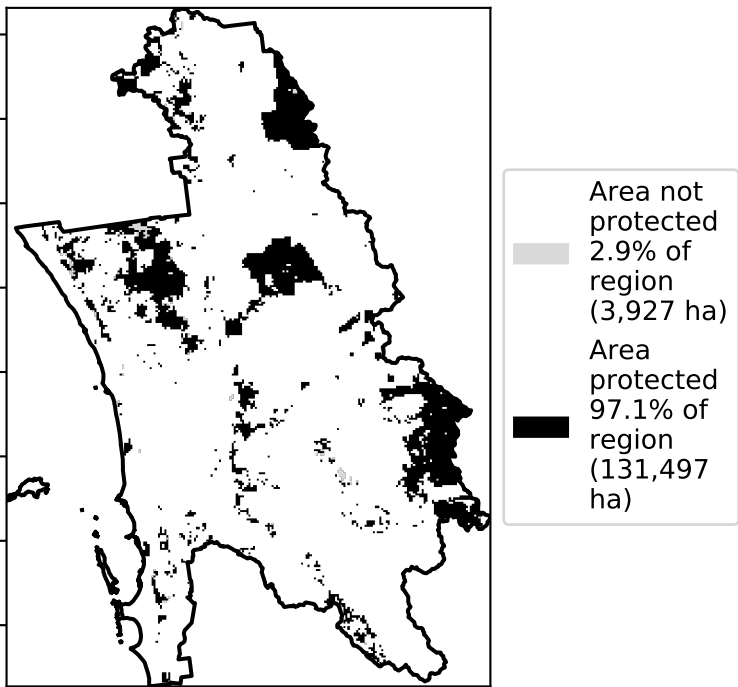 Area not
protected
2.9% of
region
(3,927 ha)
Area
protected
97.1% of
region
(131,497
ha)